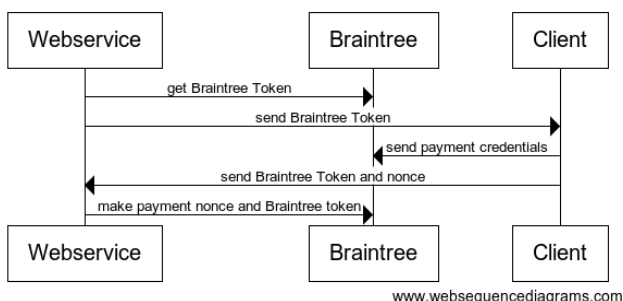 Webservice
Braintree
Client
get Braintree Token
send Braintree Token
send payment credentials
send Braintree Token and nonce
make payment nonce and Braintree token
Webservice
Braintree
Client
www.websequencediagrams.com